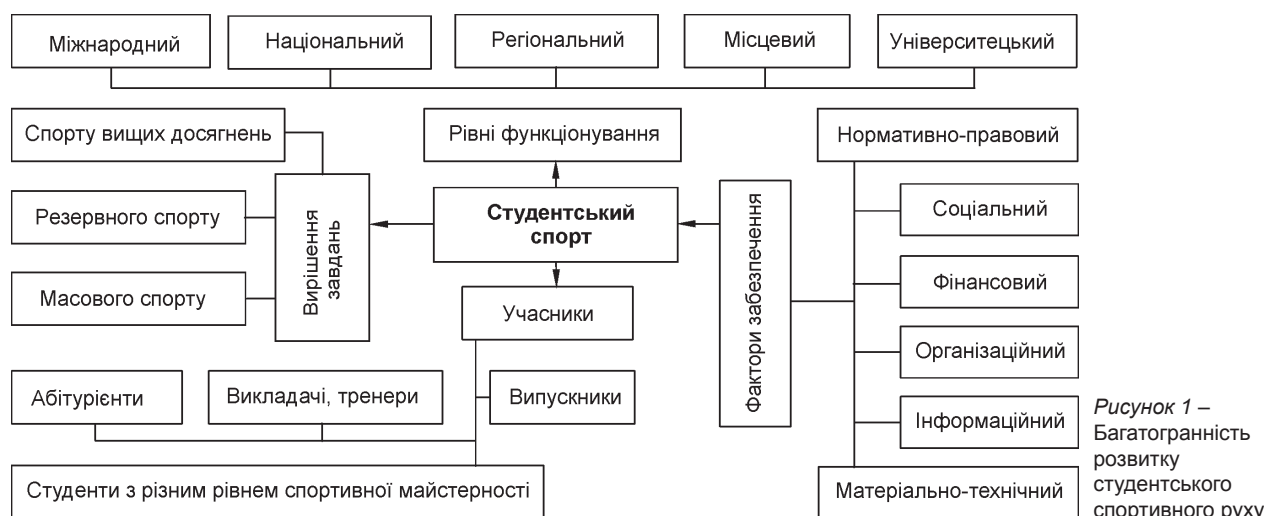 Міжнародний
Національний
Регіональний
Місцевий
Університецький
Спорту вищих досягнень
Рівні функціонування
Нормативно-правовий
Резервного спорту
Масового спорту
Вирішення
завдань
Студентський
спорт
Учасники
Фактори забезпечення
Соціальний
Фінансовий
Організаційний
Інформаційний
Матеріально-технічний
Абітурієнти
Викладачі, тренери
Випускники
Студенти з різним рівнем спортивної майстерності
Рисунок 1 –
Багатогранність
розвитку
студентського
спортивного руху